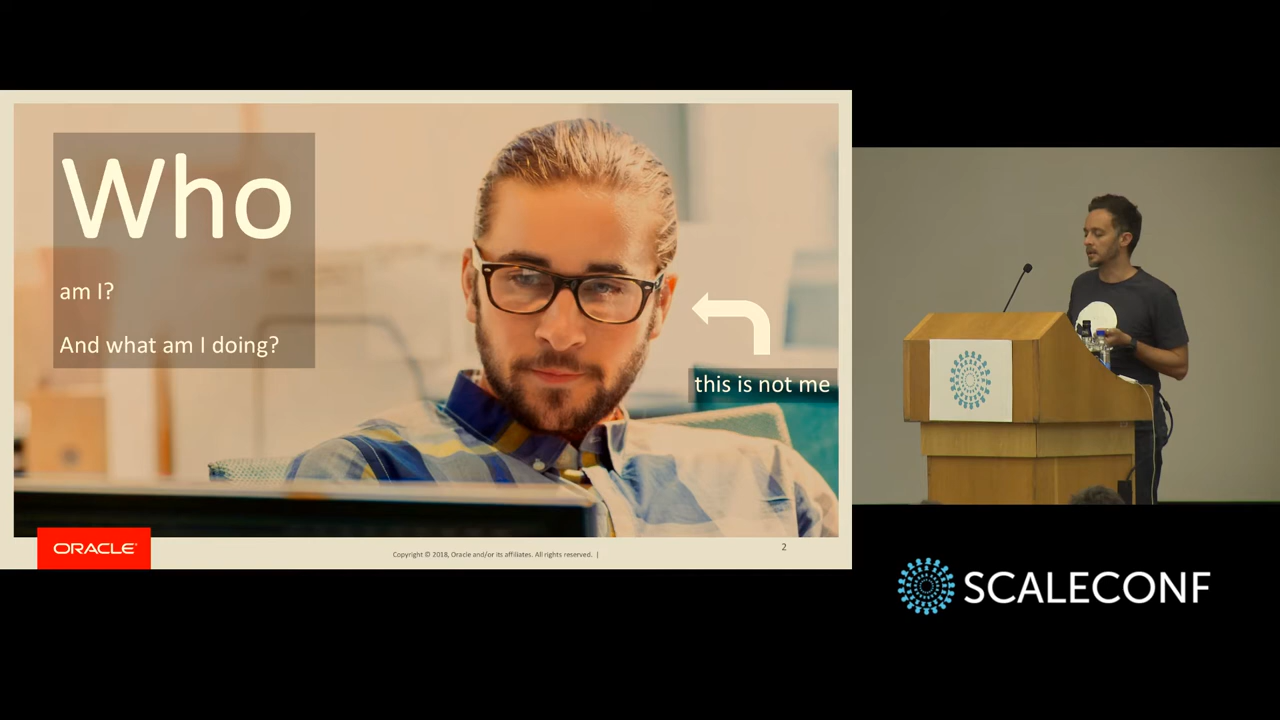 Who
am I?
And what am I doing?
this is not me
ORACLE
Copyright © 2018, Oracle and/or its affiliates. All rights reserved. |
2
SCALECONF